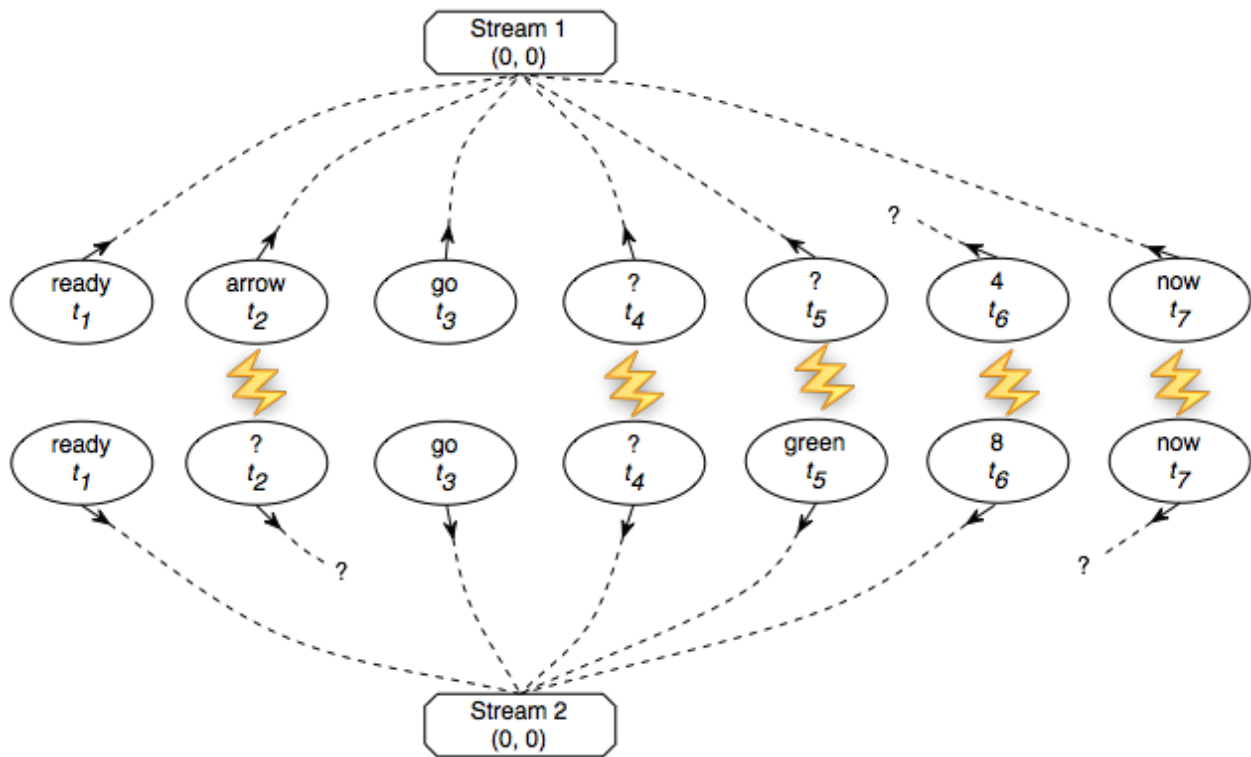 Stream 1
(0, 0)
?
ready
t1
arrow
t2
go
t3
?
t4
?
t5
4
t6
now
t7
ready
t1
?
t2
go
t3
?
t4
green
t5
8
t6
now
t7
?
?
Stream 2
(0, 0)